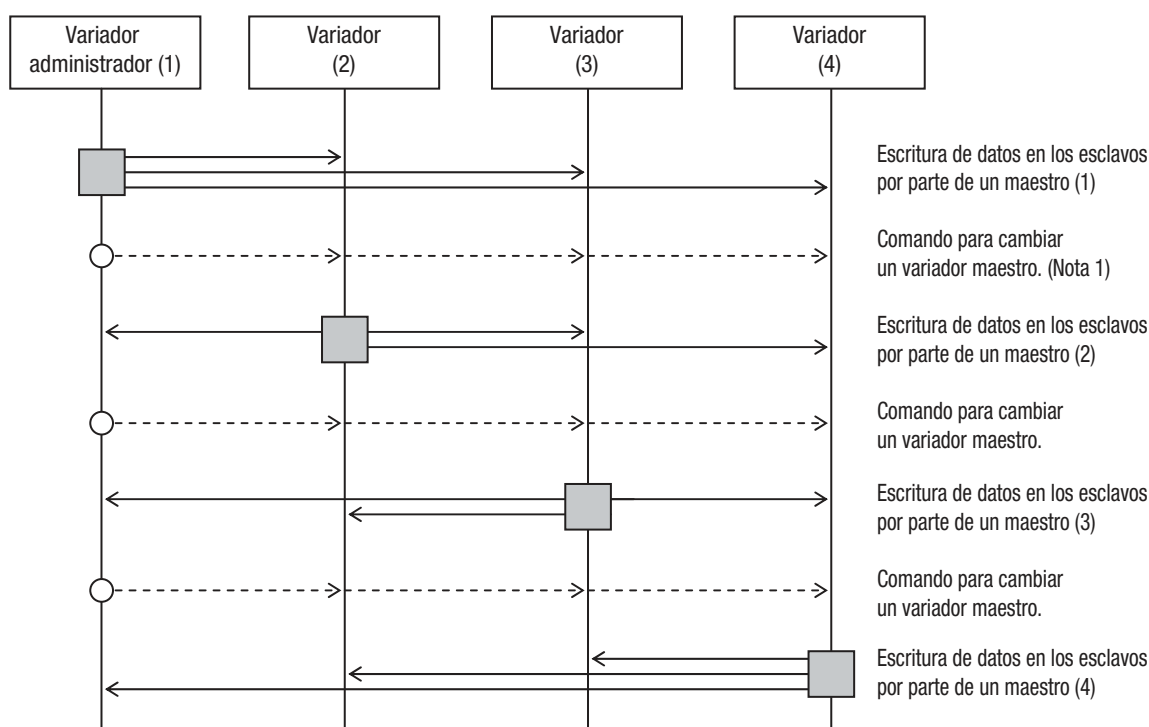 Variador
administrador (1)
Variador
(2)
Variador
(3)
Variador
(4)
Escritura de datos en los esclavos
por parte de un maestro (1)
Comando para cambiar
un variador maestro. (Nota 1)
Escritura de datos en los esclavos
por parte de un maestro (2)
Comando para cambiar
un variador maestro.
Escritura de datos en los esclavos
por parte de un maestro (3)
Comando para cambiar
un variador maestro.
Escritura de datos en los esclavos
por parte de un maestro (4)